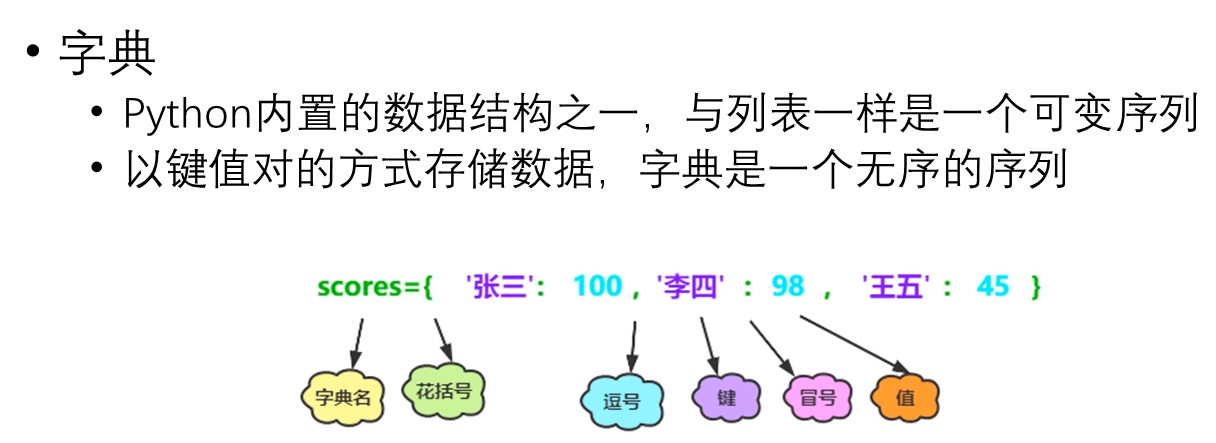 • 字典
• Python内置的数据结构之一，与列表一样是一个可变序列
• 以键值对的方式存储数据，字典是一个无序的序列
scores={ '张三': 100 , '李四' : 98 , '王五' : 45 }
字典名 花括号 逗号 键 冒号 值